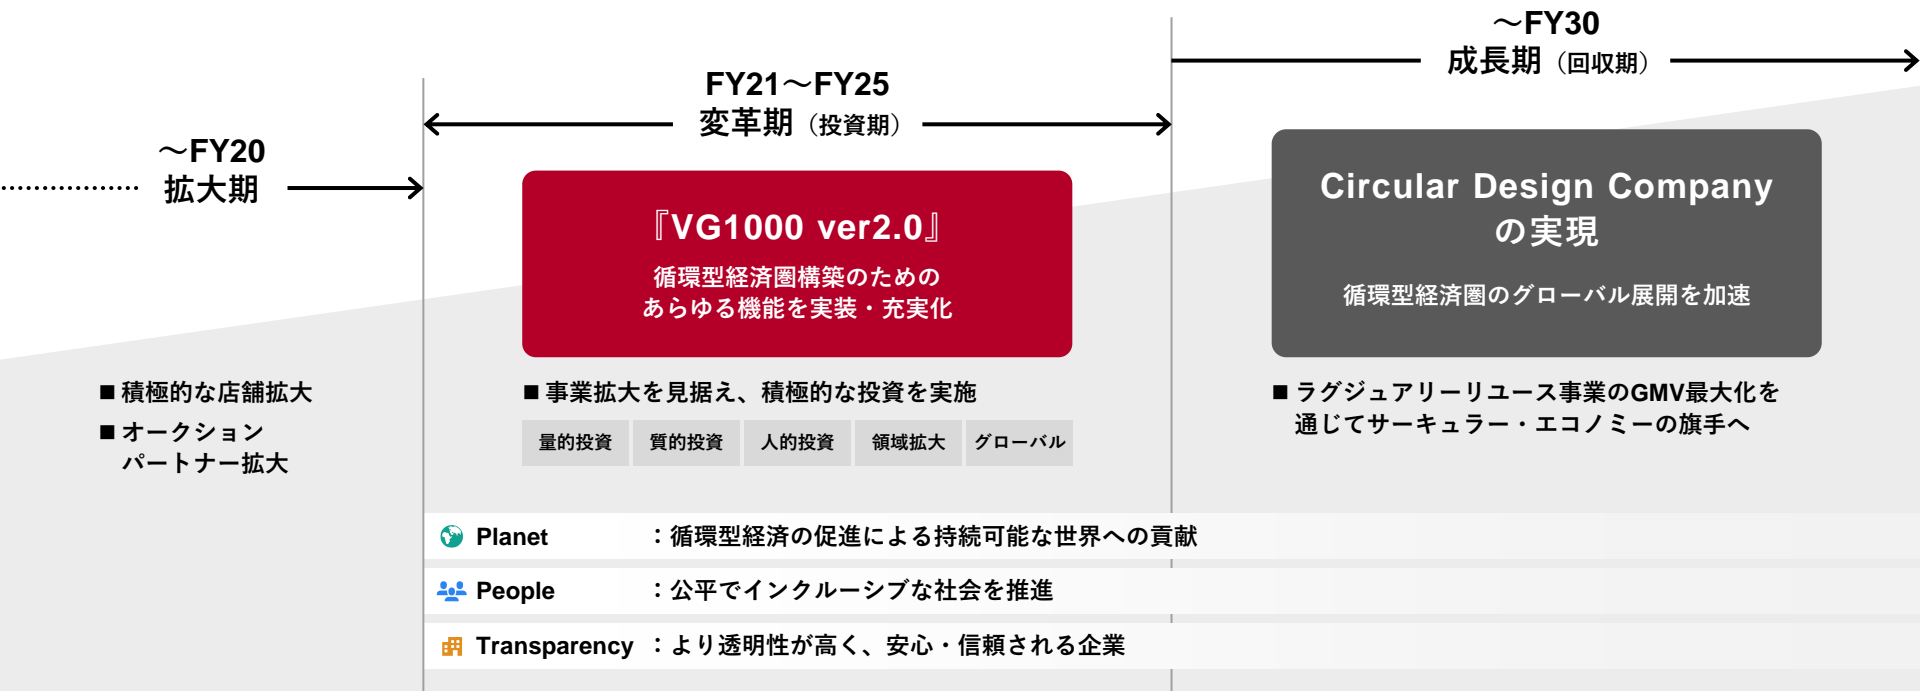 ～FY20
拡大期
■ 積極的な店舗拡大
■ オークション
パートナー拡大
FY21～FY25
変革期（投資期）
『VG1000 ver2.0』
循環型経済圏構築のための
あらゆる機能を実装・充実化
■ 事業拡大を見据え、積極的な投資を実施
量的投資 質的投資 人的投資 領域拡大 グローバル
～FY30
成長期（回収期）
Circular Design Company
の実現
循環型経済圏のグローバル展開を加速
■ ラグジュアリーリユース事業のGMV最大化を
通じてサーキュラー・エコノミーの旗手へ
Planet ：循環型経済の促進による持続可能な世界への貢献
People ：公平でインクルーシブな社会を推進
Transparency ：より透明性が高く、安心・信頼される企業